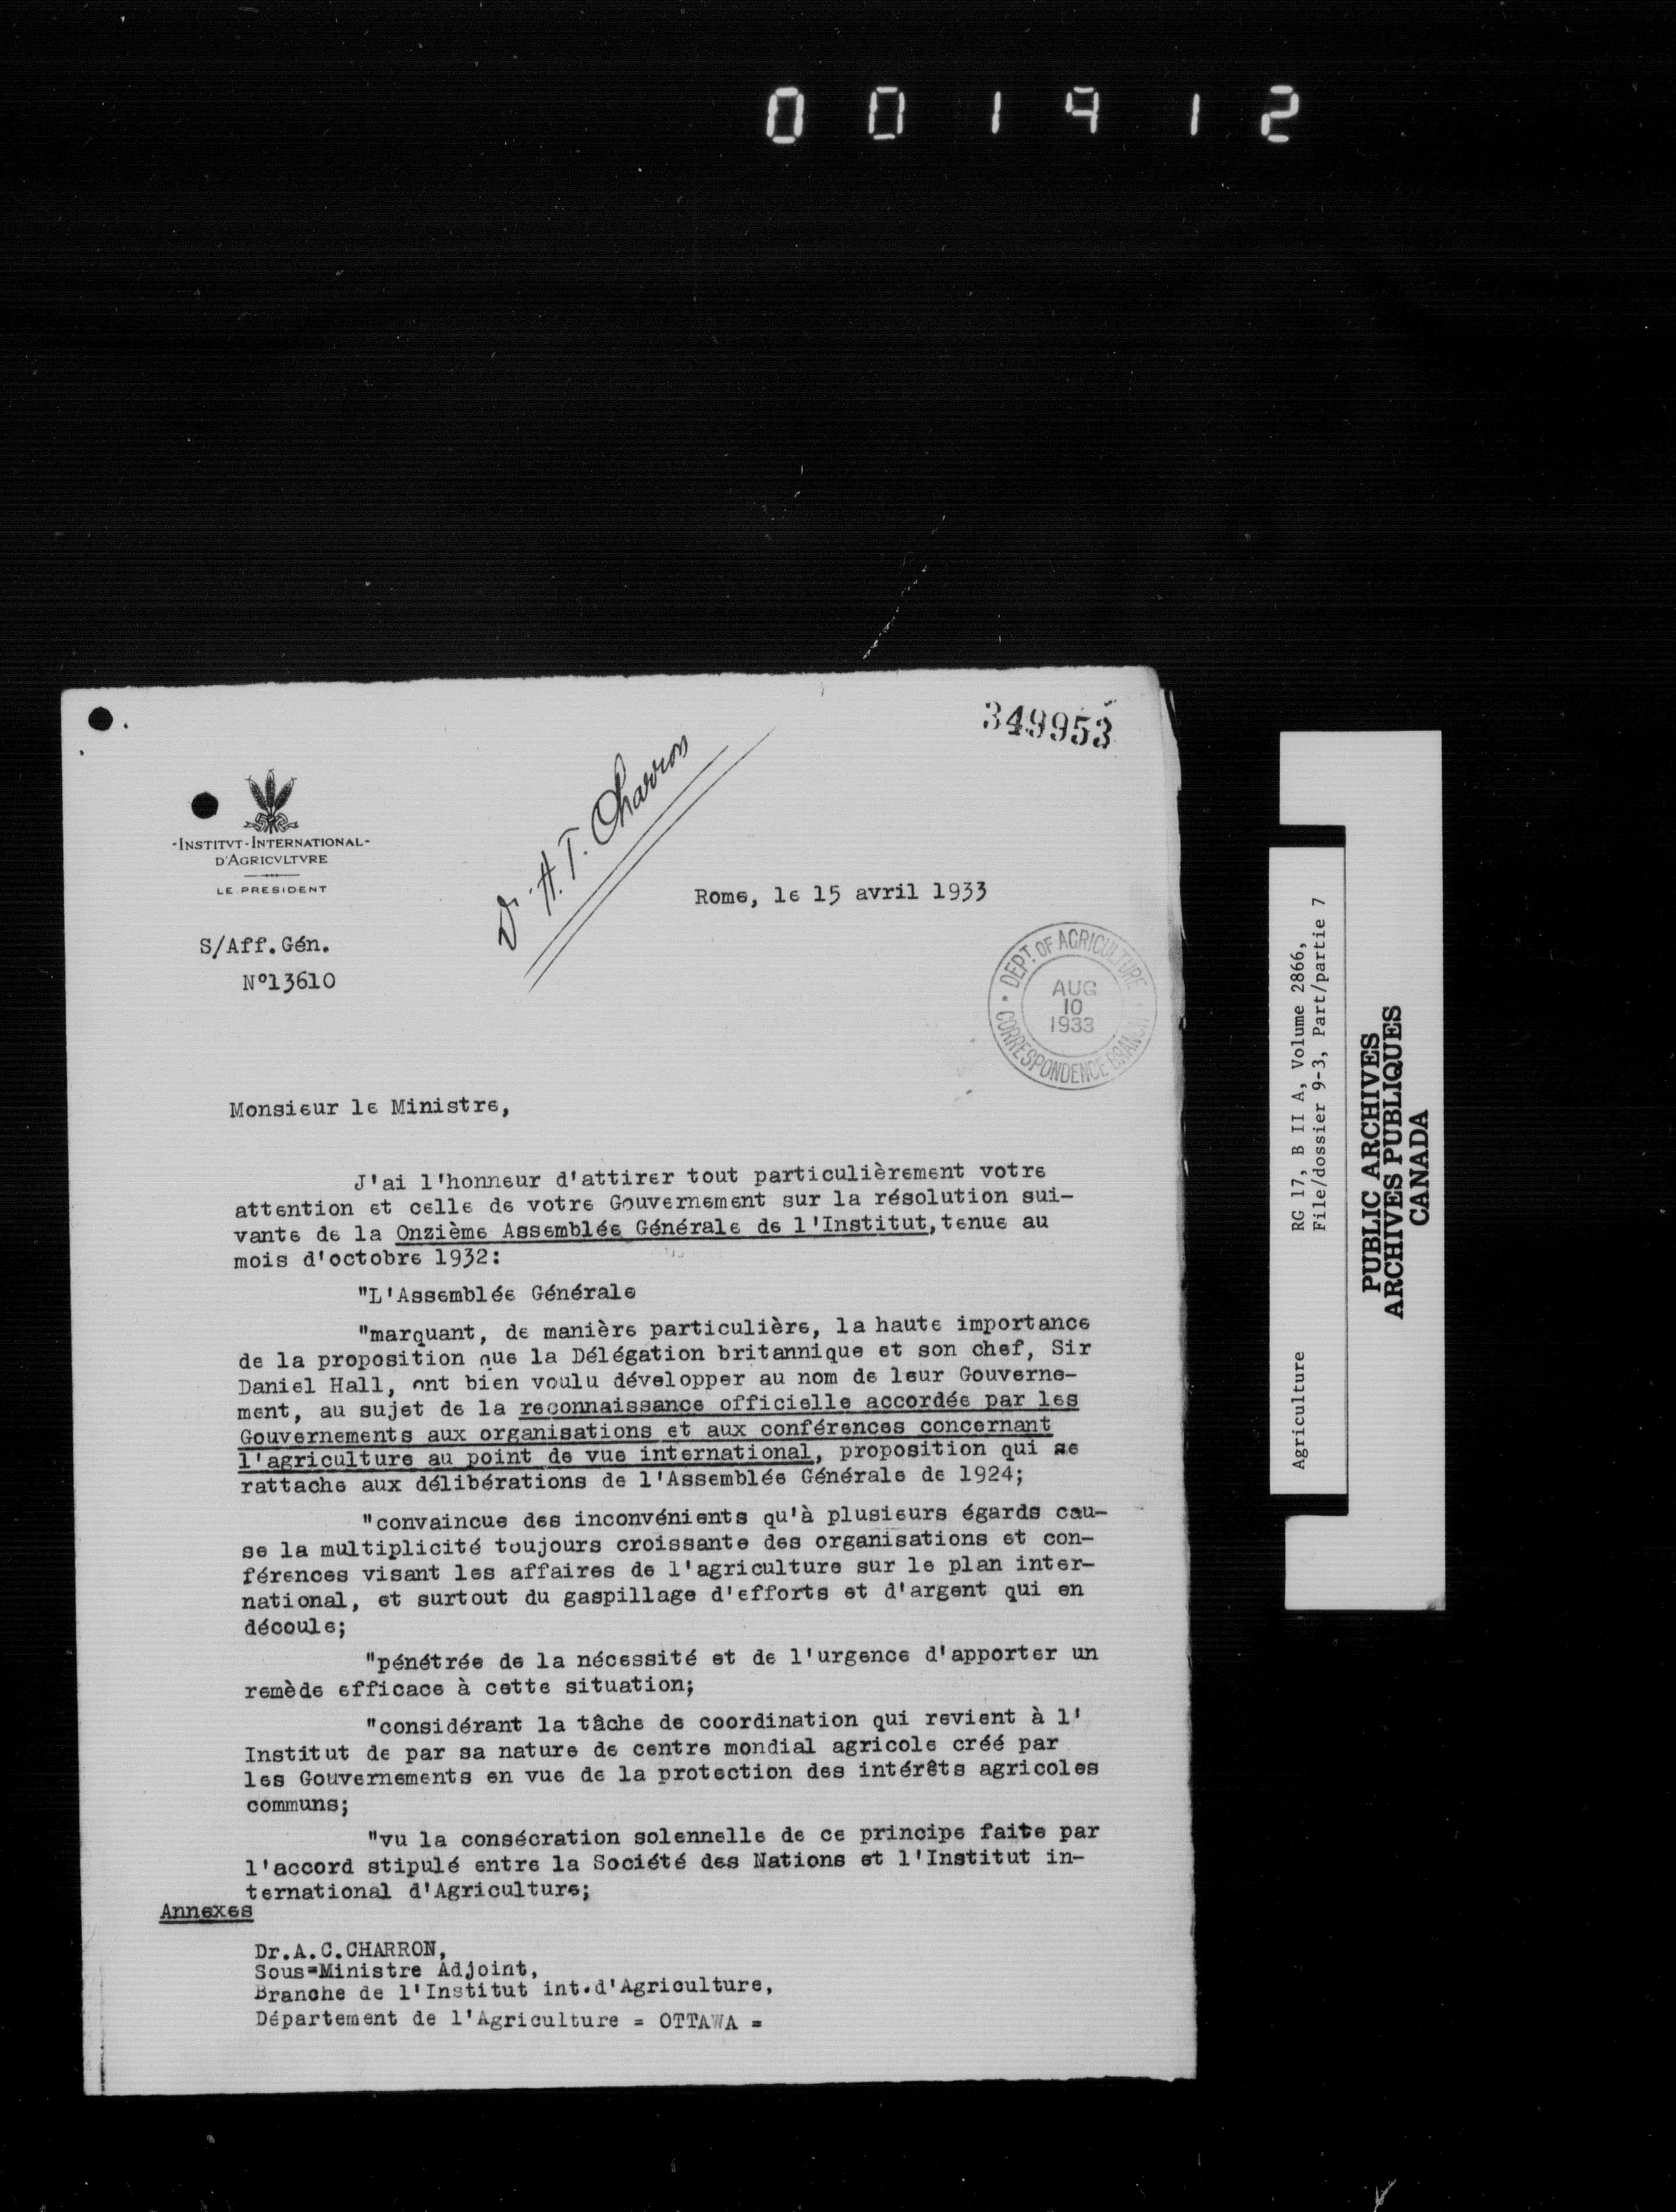 001912
349953
Dr. H. T. Charron
-INSTITVT-INTERNATIONAL-
D'AGRICVLTVRE
LE PRESIDENT
Rome, le 15 avril 1933
S/Aff.Gén.
N°13610
DEPT. OF AGRICULTURE
AUG
10
1933
CORRESPONDENCE BRANCH
Monsieur le Ministre,
J'ai l'honneur d'attirer tout particulièrement votre
attention et celle de votre Gouvernement sur la résolution sui-
vante de la Onzième Assemblée Générale de l'Institut, tenue au
mois d'octobre 1932:
"L'Assemblée Générale
"marquant, de manière particulière, la haute importance
de la proposition que la Délégation britannique et son chef, Sir
Daniel Hall, ont bien voulu développer au nom de leur Gouverne-
ment, au sujet de la reconnaissance officielle accordée par les
Gouvernements aux organisations et aux conférences concernant
l'agriculture au point de vue international, proposition qui se
rattache aux délibérations de l'Assemblée Générale de 1924;
"convaincue des inconvénients qu'à plusieurs égards cau-
se la multiplicité toujours croissante des organisations et con-
férences visant les affaires de l'agriculture sur le plan inter-
national, et surtout du gaspillage d'efforts et d'argent qui en
découle;
"pénétrée de la nécessité et de l'urgence d'apporter un
remède efficace à cette situation;
"considérant la tâche de coordination qui revient à l'
Institut de par sa nature de centre mondial agricole créé par
les Gouvernements en vue de la protection des intérêts agricoles
communs;
"vu la consécration solennelle de ce principe faite par
l'accord stipulé entre la Société des Nations et l'Institut in-
ternational d'Agriculture;
Annexes
Dr.A.C.CHARRON,
Sous=Ministre Adjoint,
Branche de l'Institut int.d'Agriculture,
Département de l'Agriculture = OTTAWA =
Agriculture RG 17, B II A, Volume 2866,
File/dossier 9-3, Part/partie 7
PUBLIC ARCHIVES
ARCHIVES PUBLIQUES
CANADA